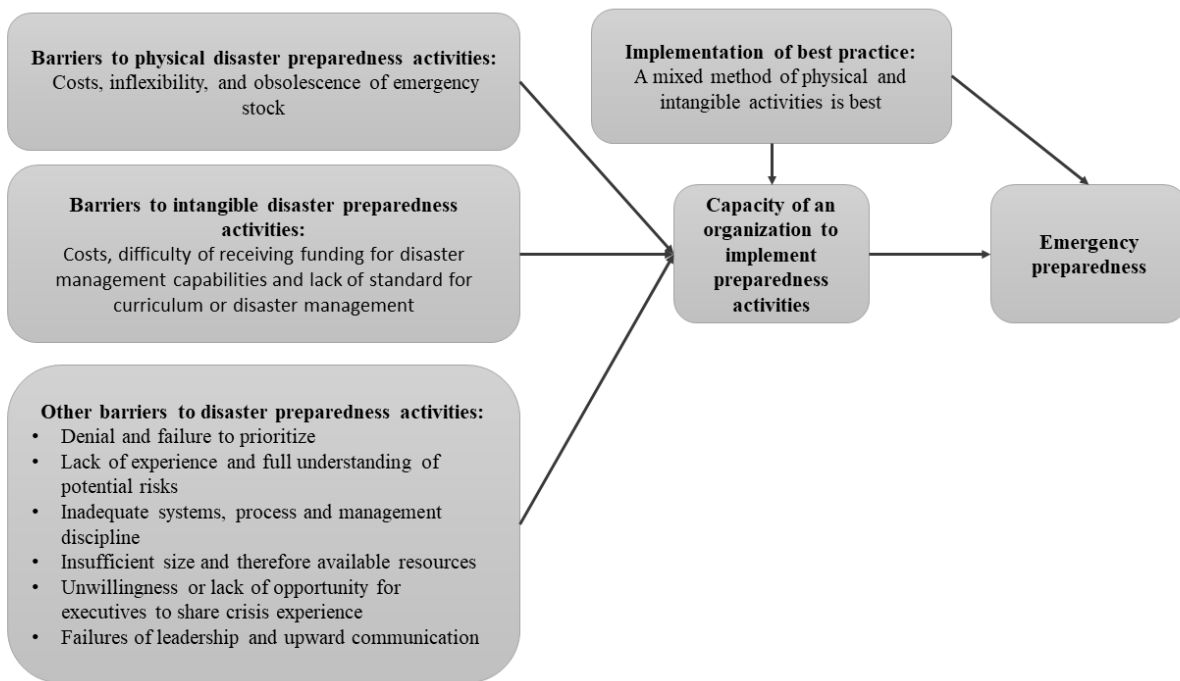 Barriers to physical disaster preparedness activities:
Costs, inflexibility, and obsolescence of emergency
stock
Implementation of best practice:
A mixed method of physical and
intangible activities is best
Barriers to intangible disaster preparedness
activities:
Costs, difficulty of receiving funding for disaster
management capabilities and lack of standard for
curriculum or disaster management
Capacity of an
organization to
implement
preparedness
activities
Emergency
preparedness
Other barriers to disaster preparedness activities:
• Denial and failure to prioritize
• Lack of experience and full understanding of
potential risks
• Inadequate systems, process and management
discipline
• Insufficient size and therefore available resources
• Unwillingness or lack of opportunity for
executives to share crisis experience
• Failures of leadership and upward communication